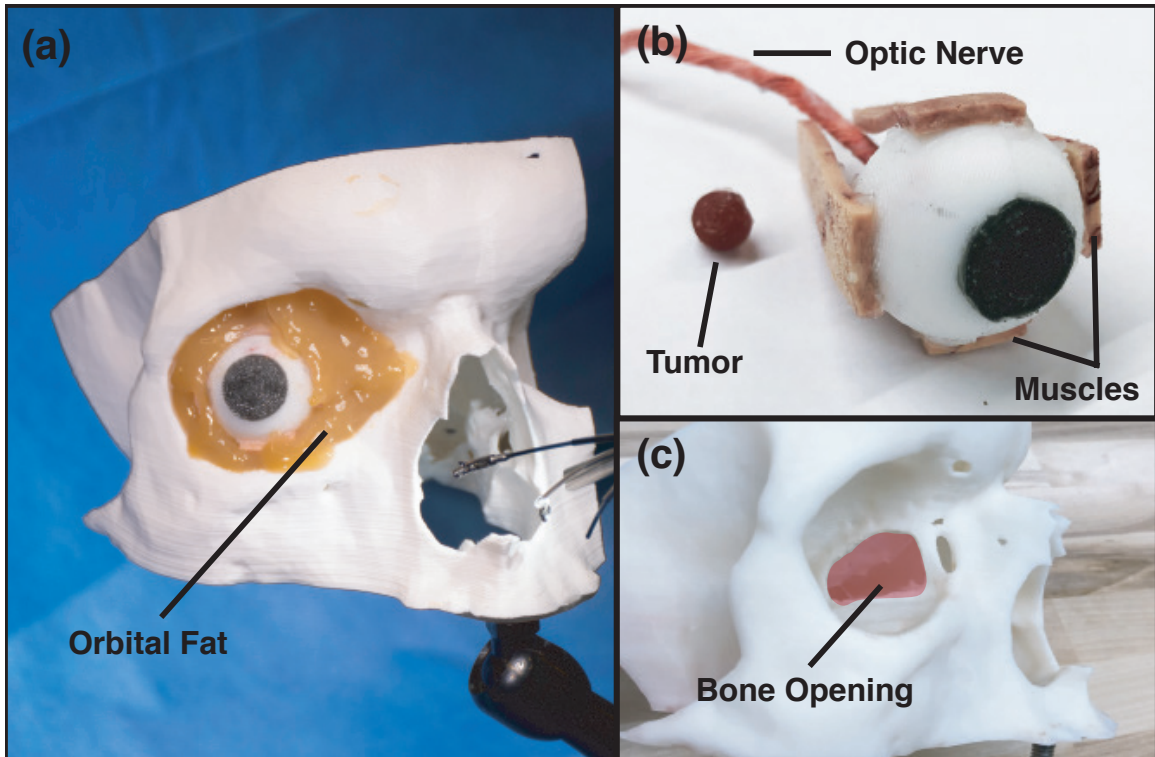 (a)
Orbital Fat
(b)
Optic Nerve
Tumor
Muscles
(c)
Bone Opening